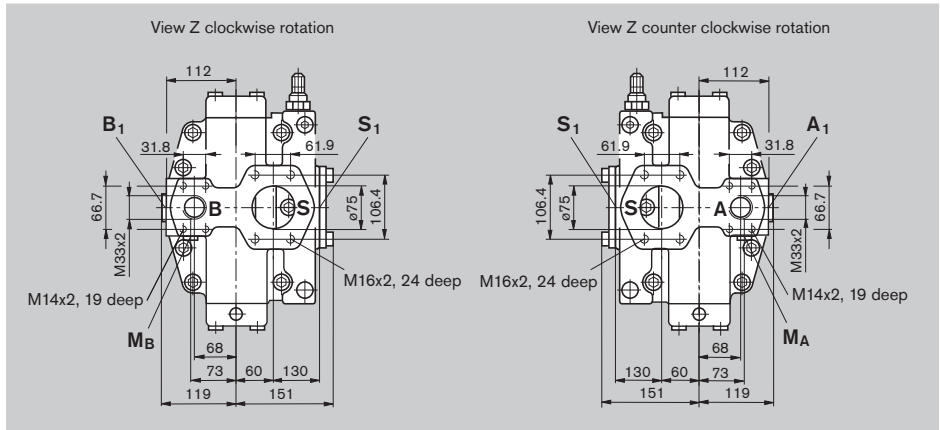 View Z clockwise rotation
View Z counter clockwise rotation
112
B1
S1
31.8
61.9
66.7
M33x2
B
S
ø75
106.4
M14x2, 19 deep
M16x2, 24 deep
MB
68
73
60
130
119
151
112
S1
A1
61.9
31.8
106.4
ø75
S
A
66.7
M33x2
M16x2, 24 deep
M14x2, 19 deep
MA
68
130
60
73
151
119